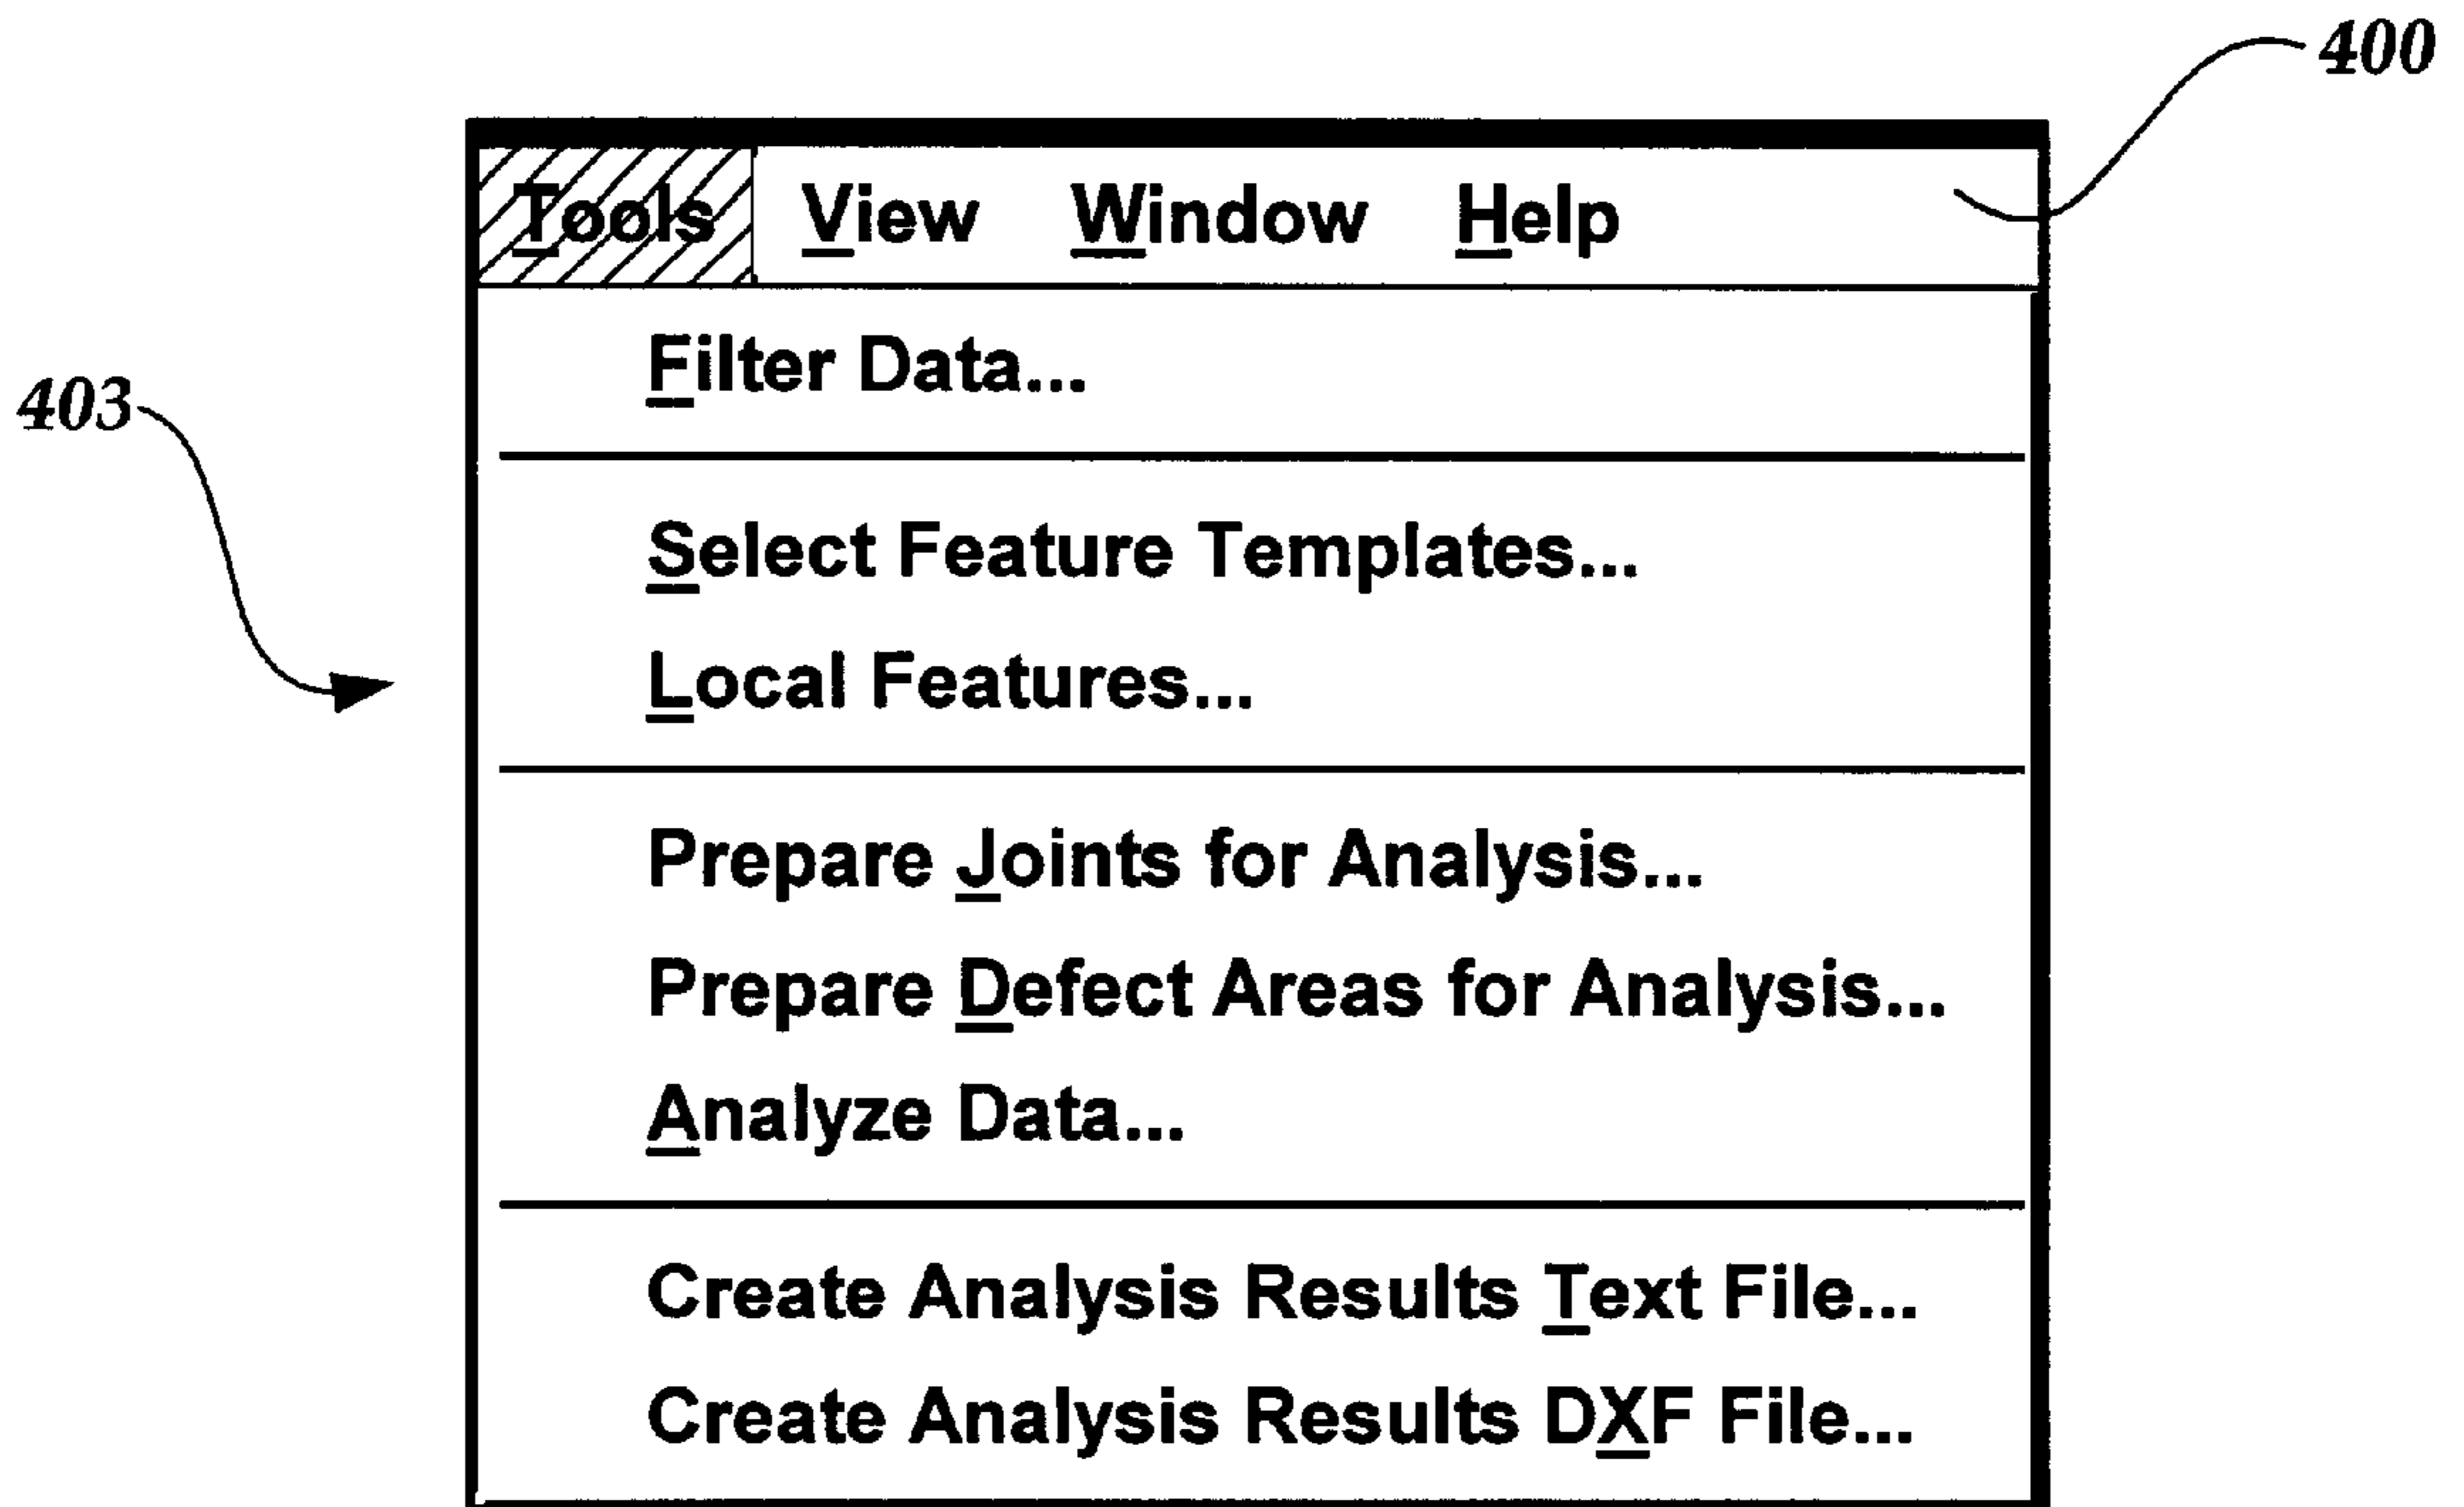 400
Tools View Window Help
Filter Data...
403
Select Feature Templates...
Local Features...
Prepare Joints for Analysis...
Prepare Defect Areas for Analysis...
Analyze Data...
Create Analysis Results Text File...
Create Analysis Results DXF File...